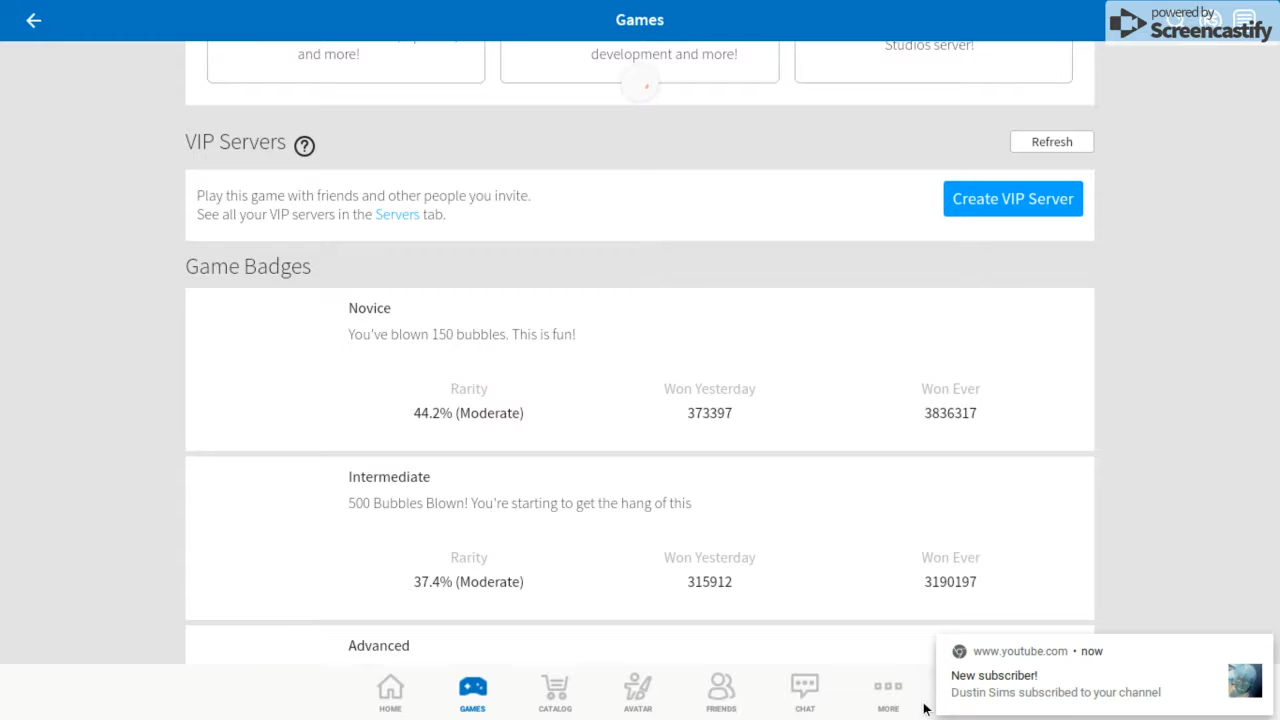 Games
powered by
Screencastify
and more!
development and more!
Studios server!
VIP Servers ?
Refresh
Play this game with friends and other people you invite.
See all your VIP servers in the Servers tab.
Create VIP Server
Game Badges
Novice
You've blown 150 bubbles. This is fun!
Rarity Won Yesterday Won Ever
44.2% (Moderate) 373397 3836317
Intermediate
500 Bubbles Blown! You're starting to get the hang of this
Rarity Won Yesterday Won Ever
37.4% (Moderate) 315912 3190197
Advanced
www.youtube.com • now
New subscriber!
Dustin Sims subscribed to your channel
HOME GAMES CATALOG AVATAR FRIENDS CHAT MORE